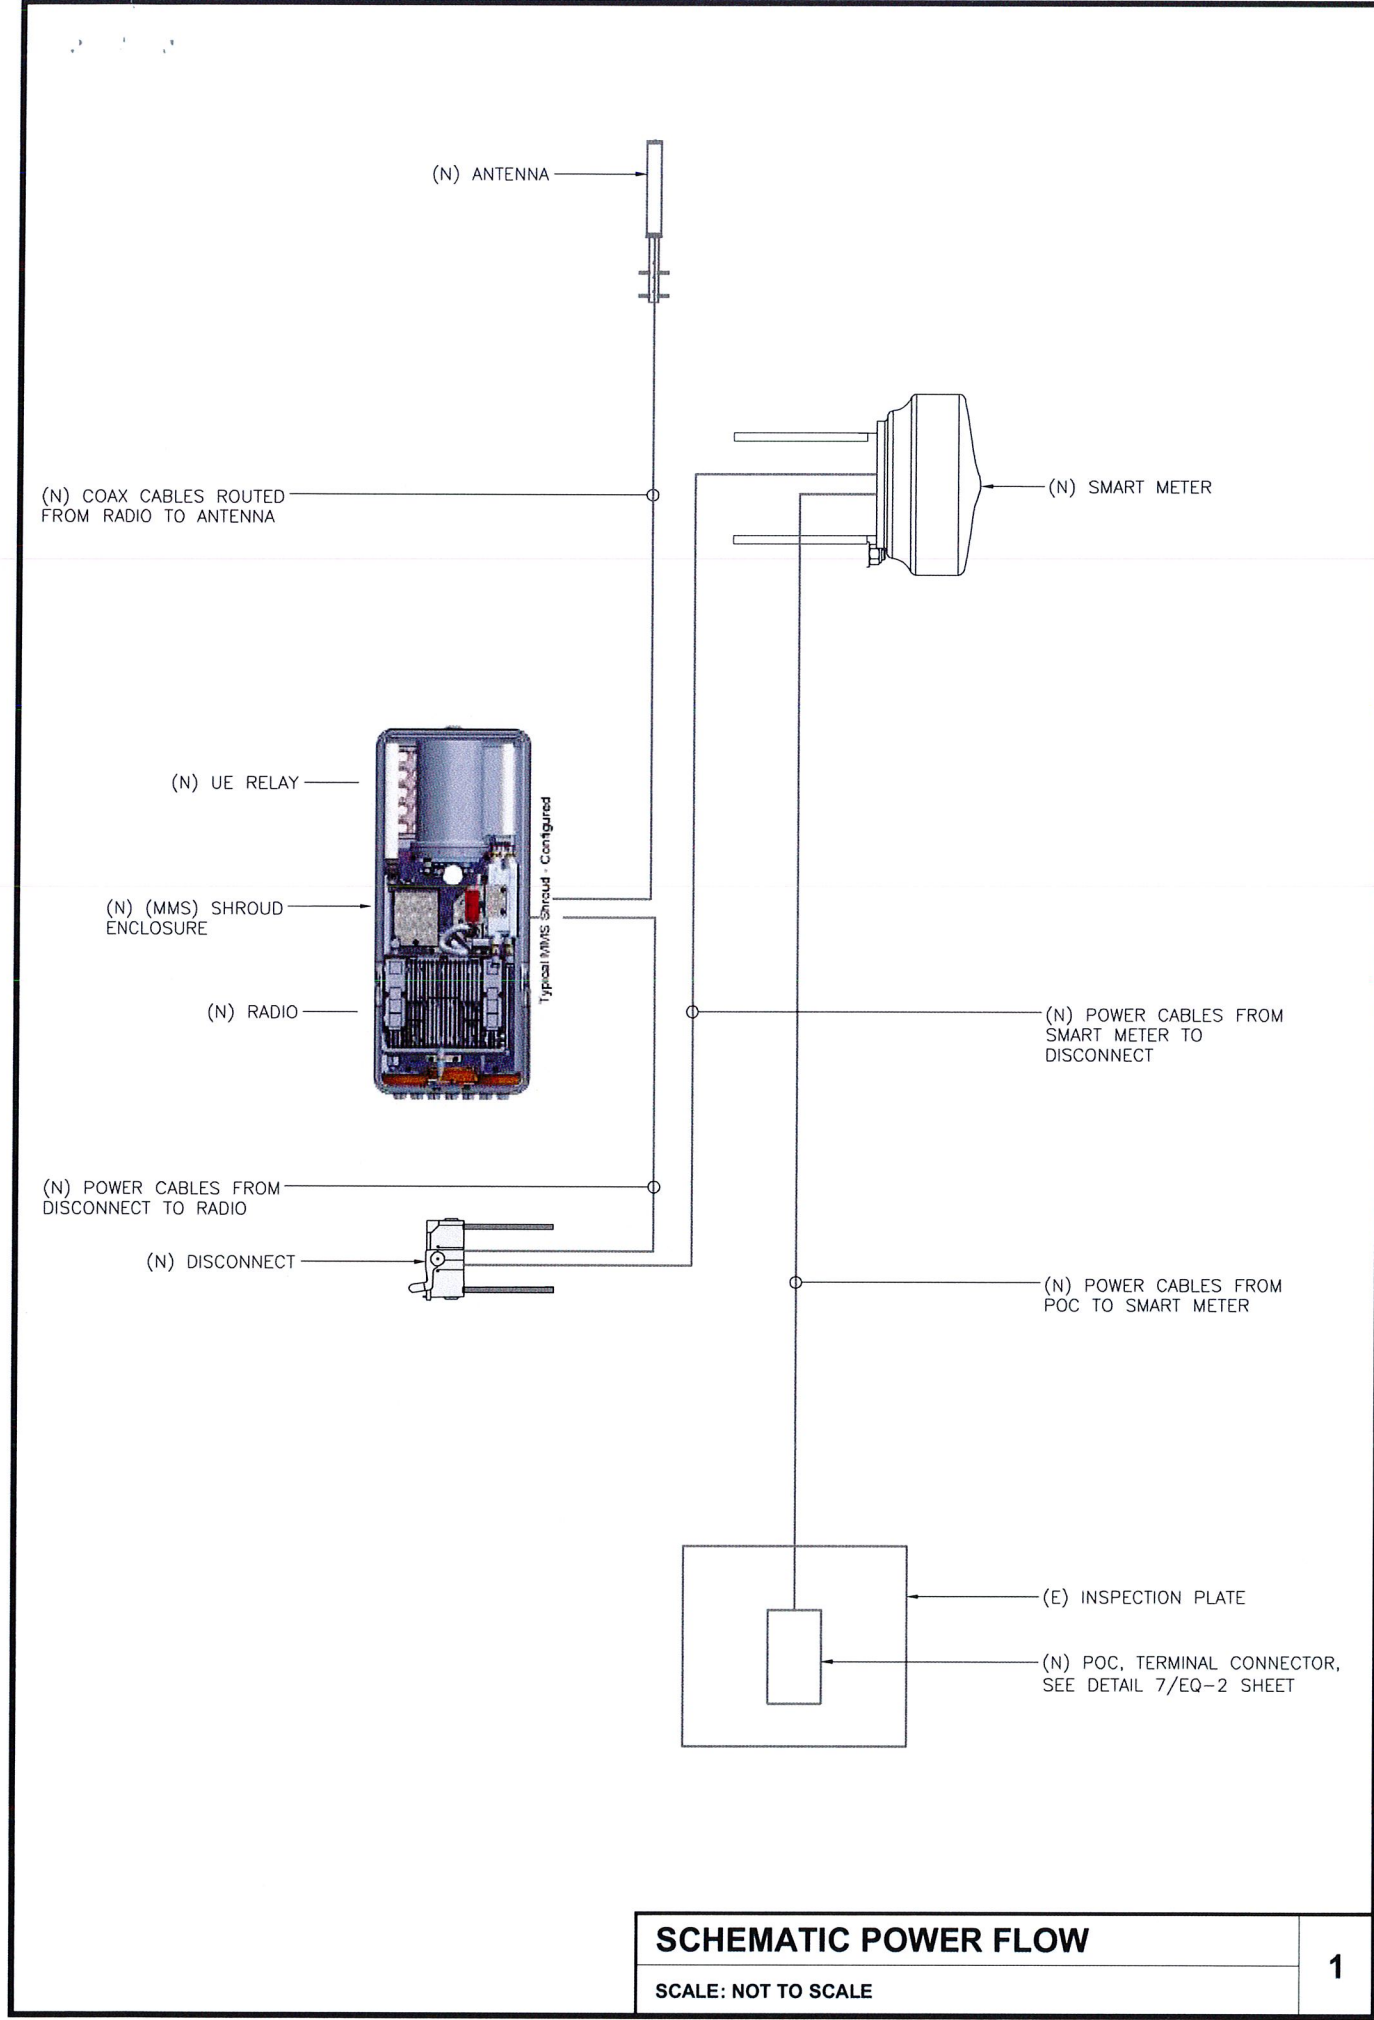 (N) ANTENNA
(N) COAX CABLES ROUTED
FROM RADIO TO ANTENNA
(N) SMART METER
(N) UE RELAY
(N) (MMS) SHROUD
ENCLOSURE
Typical MMS Shroud - Configured
(N) RADIO
(N) POWER CABLES FROM
SMART METER TO
DISCONNECT
(N) POWER CABLES FROM
DISCONNECT TO RADIO
(N) DISCONNECT
(N) POWER CABLES FROM
POC TO SMART METER
(E) INSPECTION PLATE
(N) POC, TERMINAL CONNECTOR,
SEE DETAIL 7/EQ-2 SHEET
SCHEMATIC POWER FLOW
1
SCALE: NOT TO SCALE